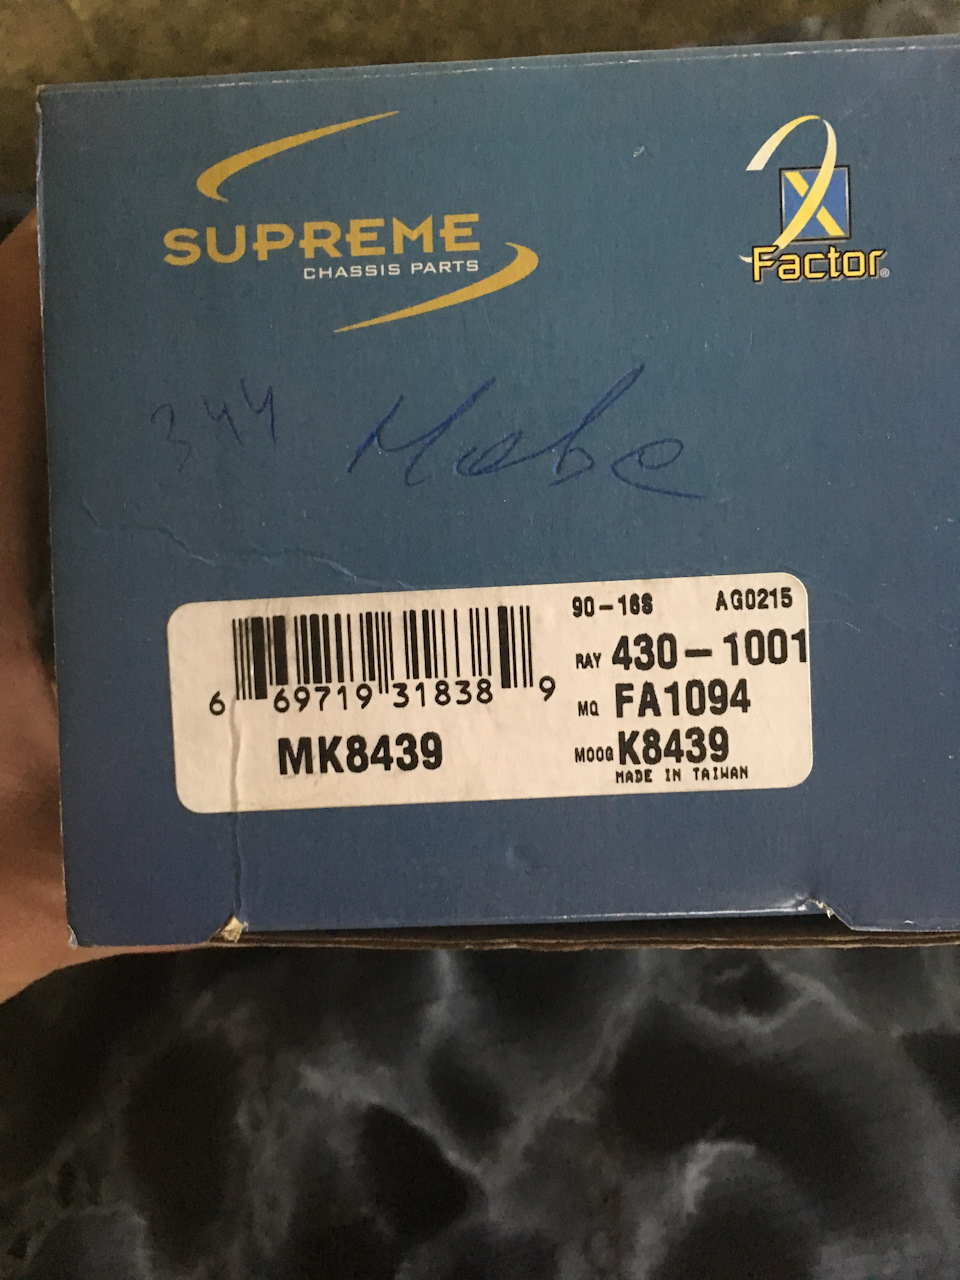 SUPREME
CHASSIS PARTS
X
Factor®
344
6 69719 31838 9
MK8439
90-168 AG0215
RAY 430-1001
MQ FA1094
MOOG K8439
MADE IN TAIWAN